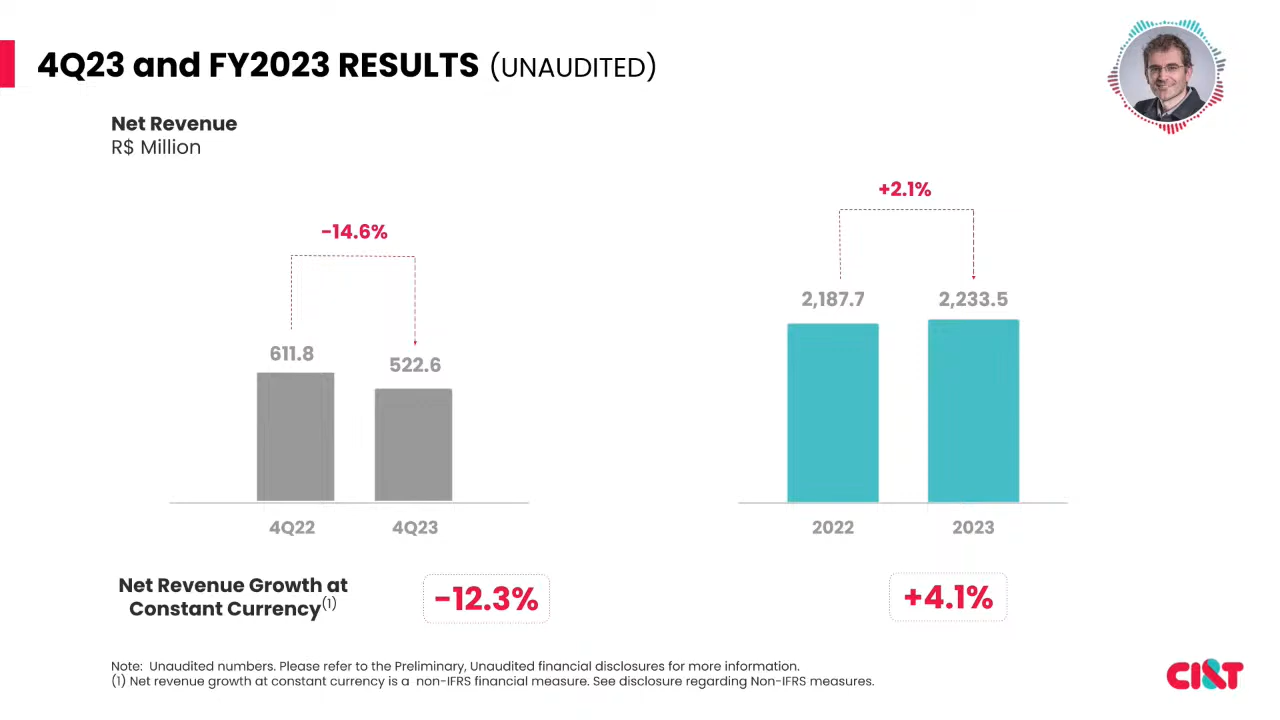 4Q23 and FY2023 RESULTS (UNAUDITED)
Net Revenue
R$ Million
-14.6%
611.8
522.6
4Q22
4Q23
+2.1%
2,187.7
2,233.5
2022
2023
Net Revenue Growth at
Constant Currency(1)
-12.3%
+4.1%
Note: Unaudited numbers. Please refer to the Preliminary, Unaudited financial disclosures for more information.
(1) Net revenue growth at constant currency is a non-IFRS financial measure. See disclosure regarding Non-IFRS measures.
CI&T